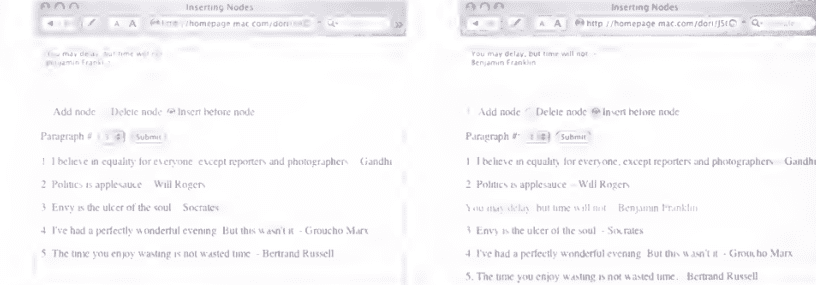 Inserting Nodes
http://homepage.mac.com/dori/
You may delay, but time will not -
Benjamin Franklin
Add node Delete node Insert before node
Paragraph # Submit
1 I believe in equality for everyone except reporters and photographers Gandhi
2 Politics is applesauce Will Rogers
3 Envy is the ulcer of the soul Socrates
4 I've had a perfectly wonderful evening But this wasn't it - Groucho Marx
5 The time you enjoy wasting is not wasted time - Bertrand Russell
Inserting Nodes
http://homepage.mac.com/dori/JSt
You may delay, but time will not -
Benjamin Franklin
Add node Delete node Insert before node
Paragraph #: Submit
1 I believe in equality for everyone, except reporters and photographers Gandhi
2 Politics is applesauce - Will Rogers
You may delay but time will not Benjamin Franklin
3 Envy is the ulcer of the soul - Socrates
4 I've had a perfectly wonderful evening But this wasn't it - Groucho Marx
5. The time you enjoy wasting is not wasted time. Bertrand Russell